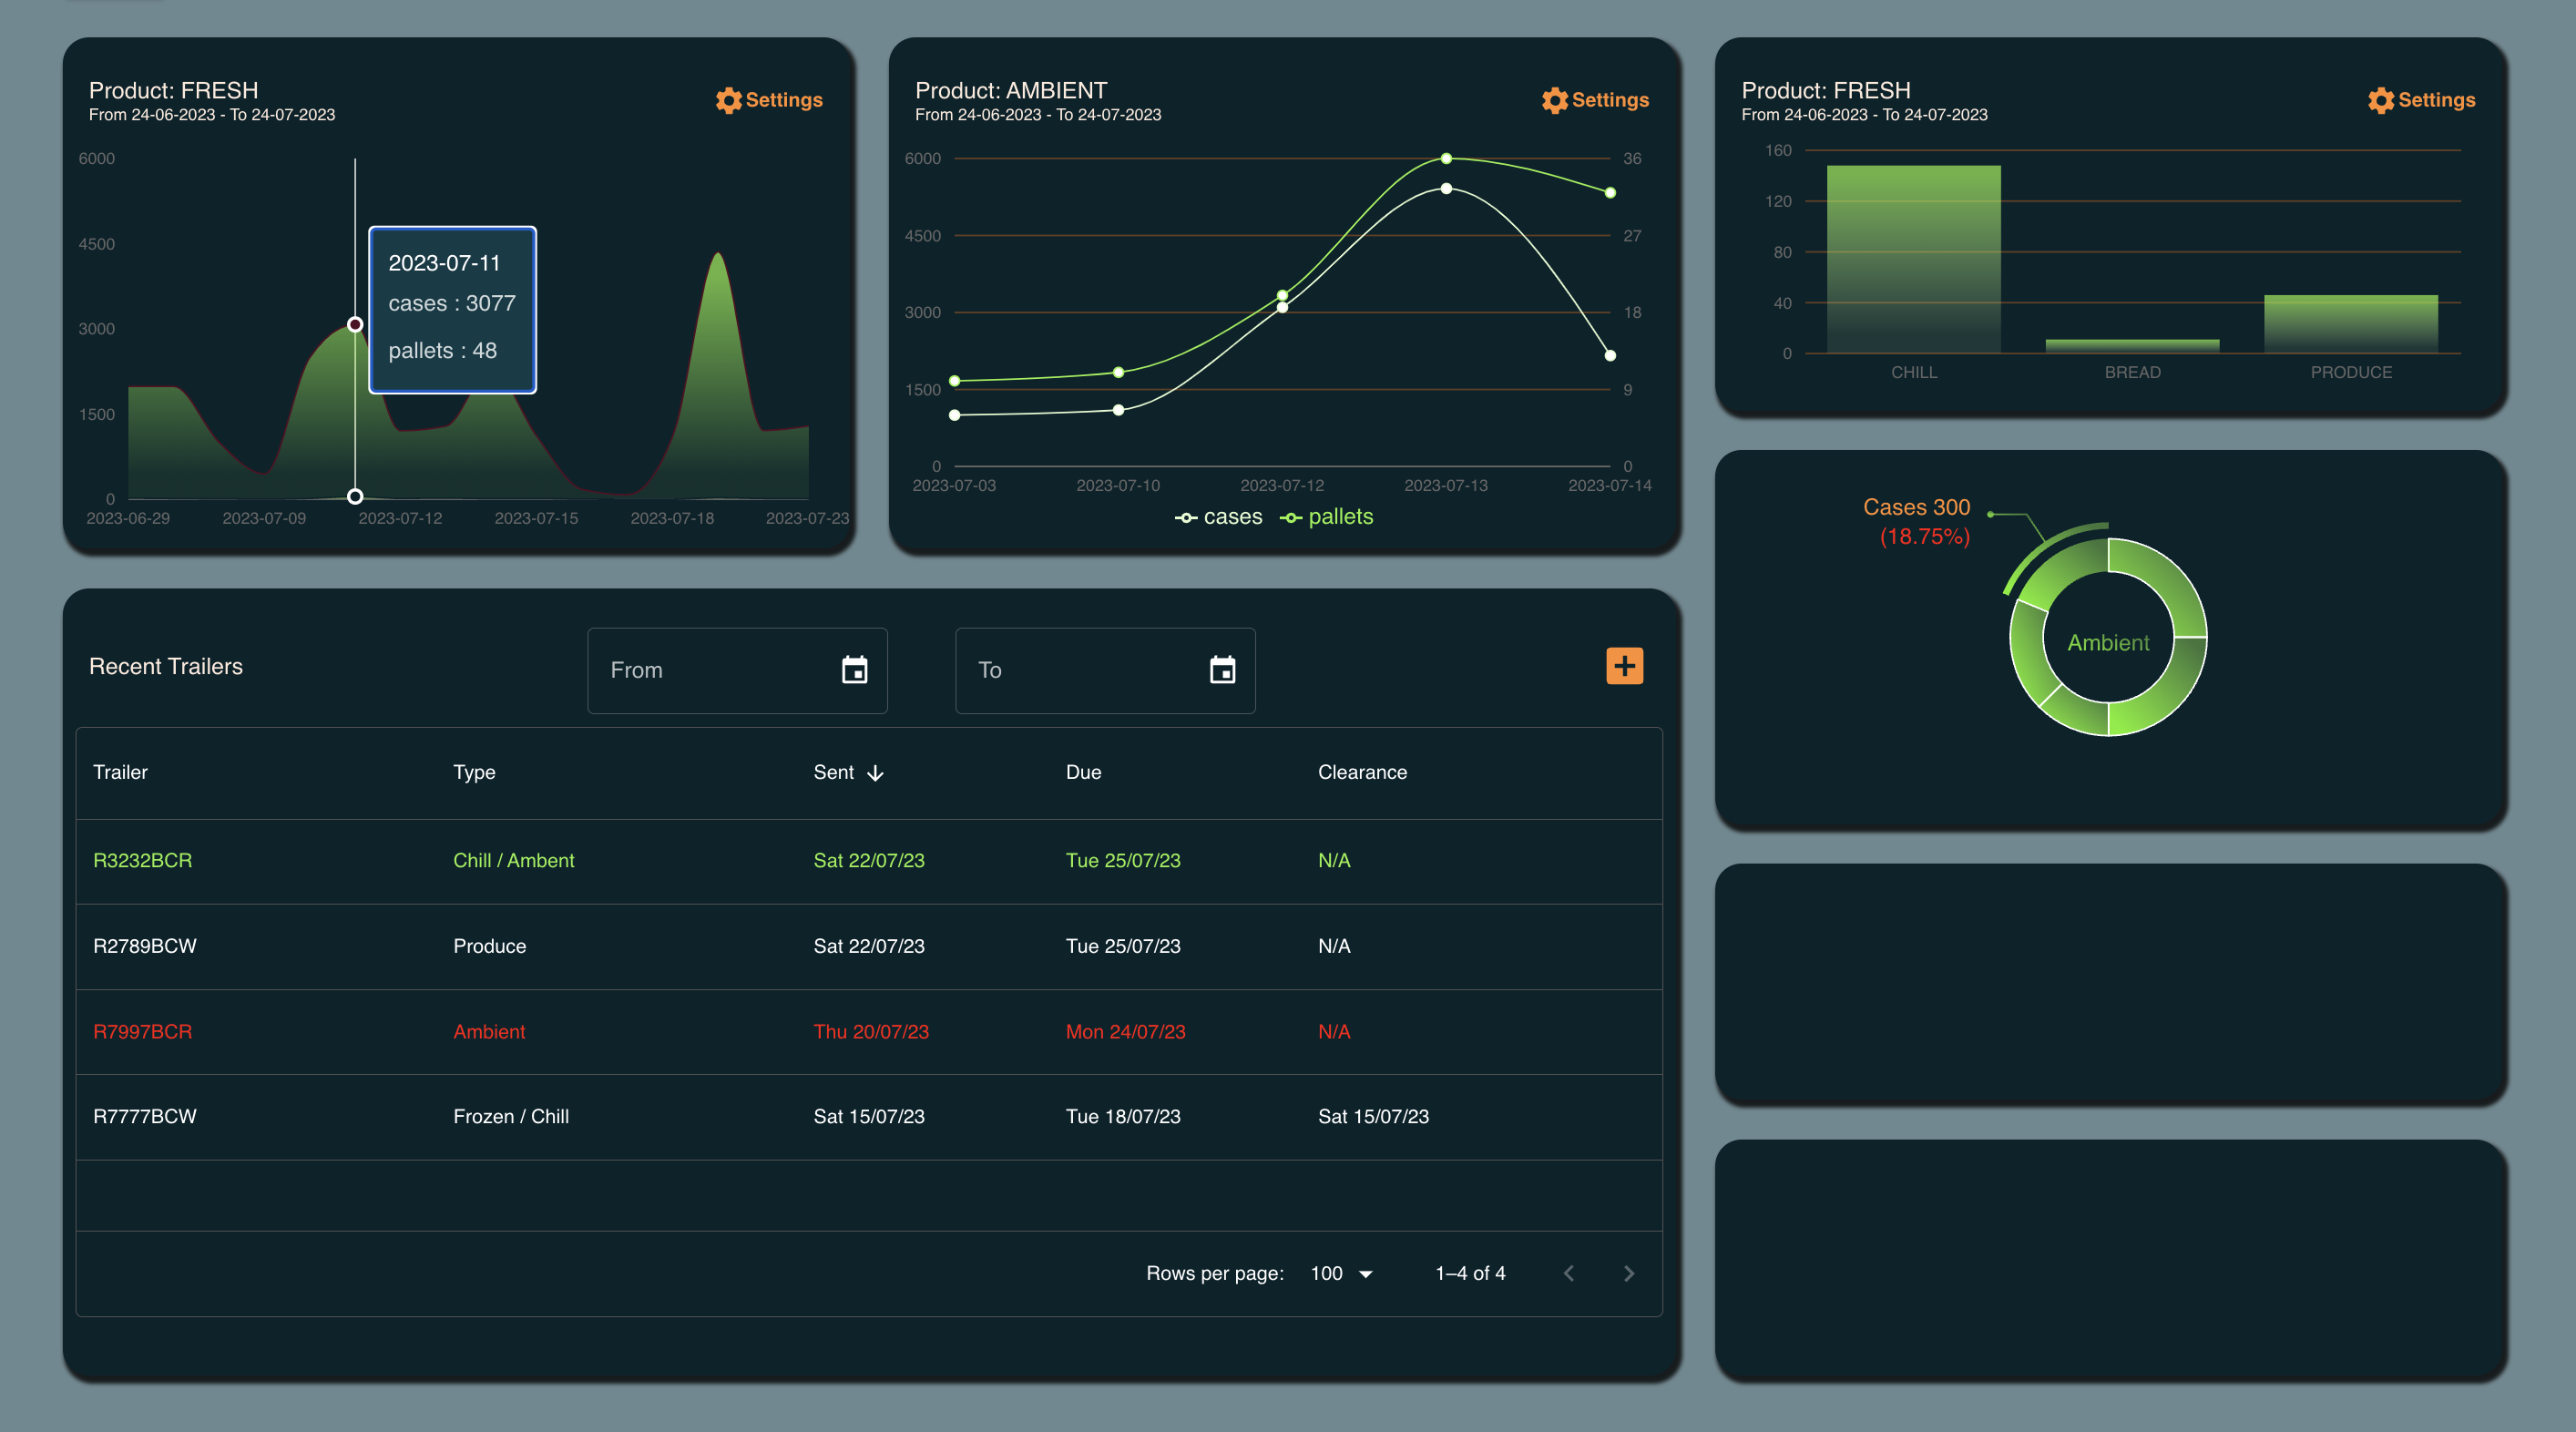 Product: FRESH
From 24-06-2023 - To 24-07-2023
Settings
6000
4500
3000
1500
0
2023-07-11
cases : 3077
pallets : 48
2023-06-29 2023-07-09 2023-07-12 2023-07-15 2023-07-18 2023-07-23
Product: AMBIENT
From 24-06-2023 - To 24-07-2023
Settings
6000 36
4500 27
3000 18
1500 9
0 0
2023-07-03 2023-07-10 2023-07-12 2023-07-13 2023-07-14
cases pallets
Product: FRESH
From 24-06-2023 - To 24-07-2023
Settings
160
120
80
40
0
CHILL BREAD PRODUCE
Cases 300
(18.75%)
Ambient
Recent Trailers From To
Trailer Type Sent Due Clearance
R3232BCR Chill / Ambent Sat 22/07/23 Tue 25/07/23 N/A
R2789BCW Produce Sat 22/07/23 Tue 25/07/23 N/A
R7997BCR Ambient Thu 20/07/23 Mon 24/07/23 N/A
R7777BCW Frozen / Chill Sat 15/07/23 Tue 18/07/23 Sat 15/07/23
Rows per page: 100 1–4 of 4